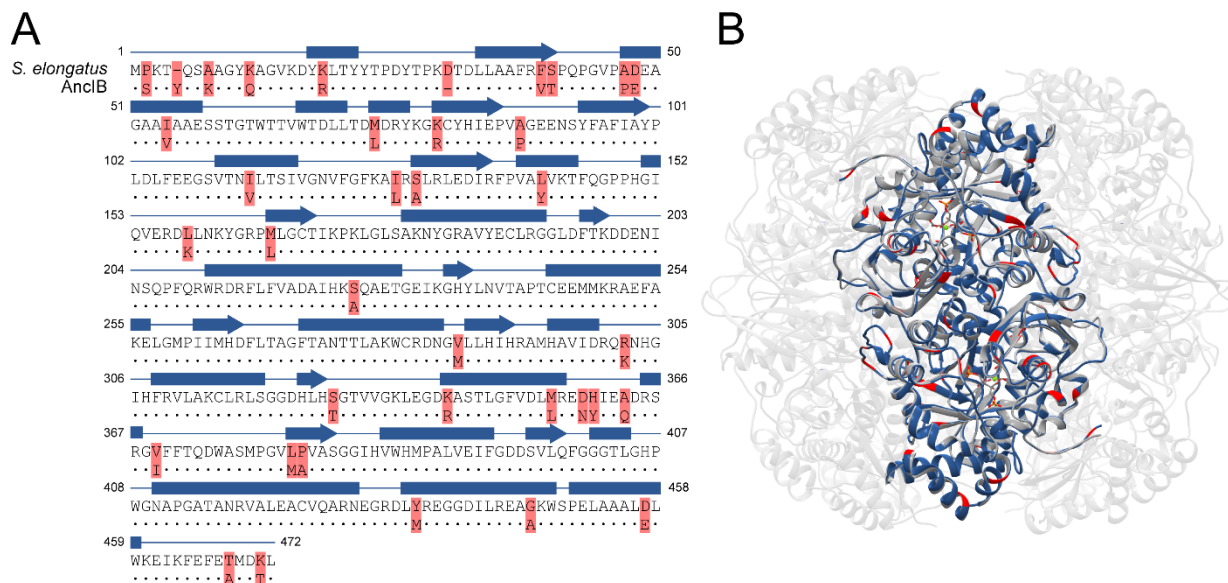 A
B
1 50
S. elongatus MPKT-QSAAGYKAGVKDYKLTYYTPDYTPKDTDLLAAFRFSPQPGVPADEA
AncIB .S..Y..K...Q......R...........-........VT......PE..
51 101
GAAIAAESSTGTWTTVWTDLLTDMDRYKGKCYHIEPVAGEENSYFAFIAYP
...V...................L.....R.......P.............
102 152
LDLFEEGSVTNILTSIVGNVFGFKAIRSLRLEDIRFPVALVKTFQGPPHGI
...........V.............L.A...........Y...........
153 203
QVERDLLNKYGRPMLGCTIKPKLGLSAKNYGRAVYECLRGGLDFTKDDENI
.....K.......L.....................................
204 254
NSQPFQRWRDRFLFVADAIHKSQAETGEIKGHYLNVTAPTCEEMMKRAEFA
.....................A.............................
255 305
KELGMPIIMHDFLTAGFTANTTLAKWCRDNGVLLHIHRAMHAVIDRQRNHG
...............................M...............K...
306 366
IHFRVLAKCLRLSGGDHLHSGTVVGKLEGDKASTLGFVDLMREDHIEADRS
...................T..........R.........L..NY..Q...
367 407
RGVFFTQDWASMPGVLPVASGGIHVWHMPALVEIFGDDSVLQFGGGTLGHP
..I............MA..................................
408 458
WGNAPGATANRVALEACVQARNEGRDLYREGGDILREAGKWSPELAAALDL
...........................M..........A..........E.
459 472
WKEIKFEFETMDKL
.........A..T.